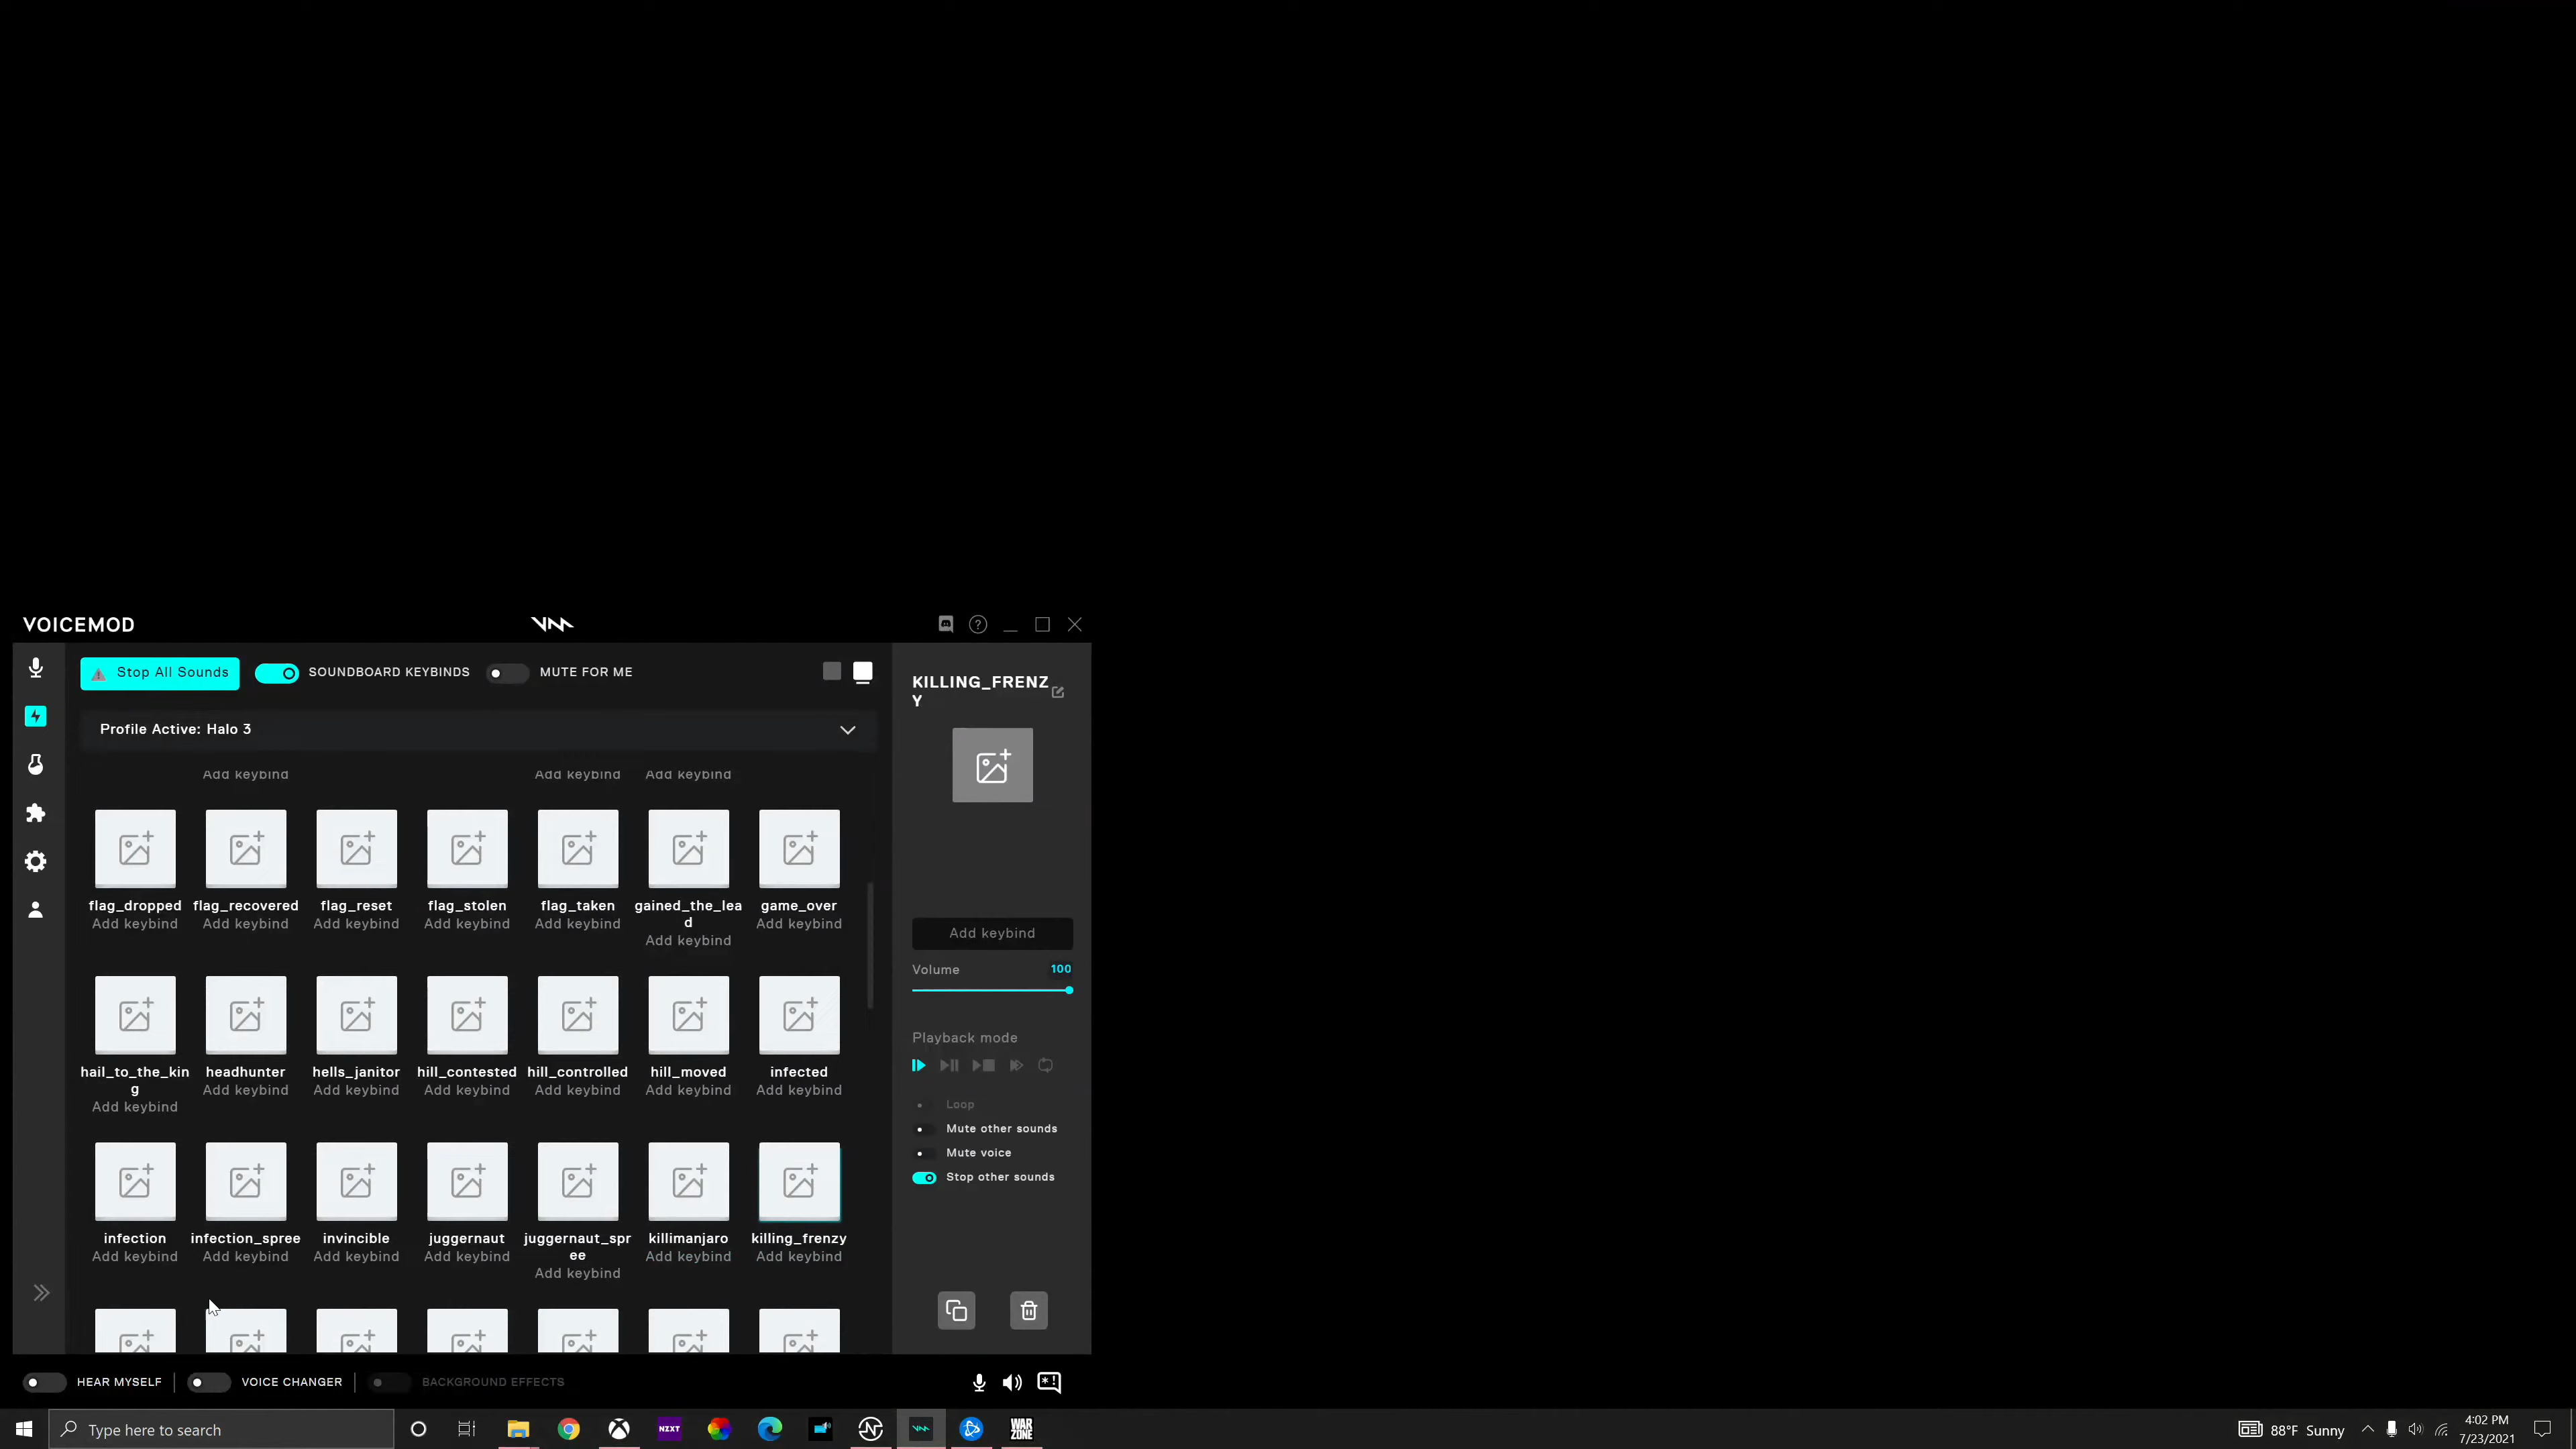 VOICEMOD
Stop All Sounds
SOUNDBOARD KEYBINDS
MUTE FOR ME
Profile Active: Halo 3
Add keybind
Add keybind
Add keybind
flag_dropped
Add keybind
flag_recovered
Add keybind
flag_reset
Add keybind
flag_stolen
Add keybind
flag_taken
Add keybind
gained_the_lea
d
Add keybind
game_over
Add keybind
hail_to_the_kin
g
Add keybind
headhunter
Add keybind
hells_janitor
Add keybind
hill_contested
Add keybind
hill_controlled
Add keybind
hill_moved
Add keybind
infected
Add keybind
infection
Add keybind
infection_spree
Add keybind
invincible
Add keybind
juggernaut
Add keybind
juggernaut_spr
ee
Add keybind
killimanjaro
Add keybind
killing_frenzy
Add keybind
KILLING_FRENZ
Y
Add keybind
Volume 100
Playback mode
Loop
Mute other sounds
Mute voice
Stop other sounds
HEAR MYSELF
VOICE CHANGER
BACKGROUND EFFECTS
Type here to search
NZXT
WAR
ZONE
88°F Sunny
4:02 PM
7/23/2021